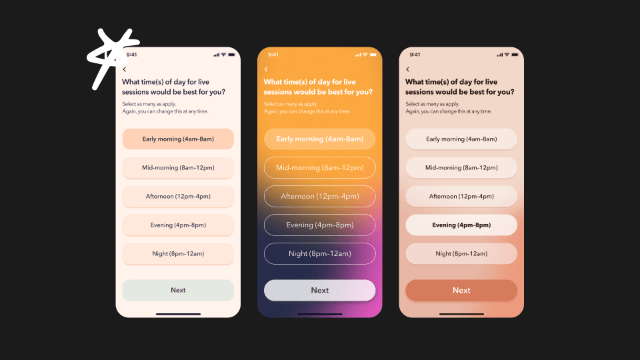 9:41
What time(s) of day for live
sessions would be best for you?
Select as many as apply.
Again, you can change this at any time.
Early morning (4am–8am)
Mid-morning (8am–12pm)
Afternoon (12pm–4pm)
Evening (4pm–8pm)
Night (8pm–12am)
Next
9:41
What time(s) of day for live
sessions would be best for you?
Select as many as apply.
Again, you can change this at any time.
Early morning (4am–8am)
Mid-morning (8am–12pm)
Afternoon (12pm–4pm)
Evening (4pm–8pm)
Night (8pm–12am)
Next
9:41
What time(s) of day for live
sessions would be best for you?
Select as many as apply.
Again, you can change this at any time.
Early morning (4am–8am)
Mid-morning (8am–12pm)
Afternoon (12pm–4pm)
Evening (4pm–8pm)
Night (8pm–12am)
Next